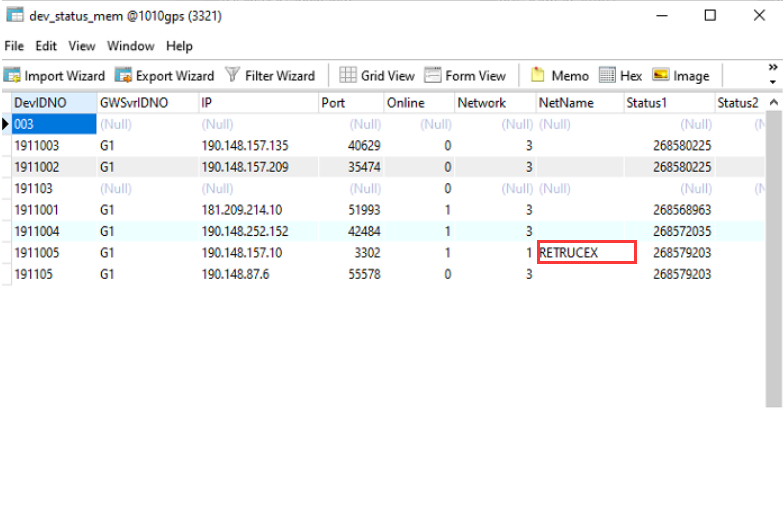 dev_status_mem @1010gps (3321)
File Edit View Window Help
Import Wizard Export Wizard Filter Wizard Grid View Form View Memo Hex Image »
DevIDNO GWSvrIDNO IP Port Online Network NetName Status1 Status2
003 (Null) (Null) (Null) (Null) (Null) (Null) (Null)
1911003 G1 190.148.157.135 40629 0 3 268580225
1911002 G1 190.148.157.209 35474 0 3 268580225
191103 (Null) (Null) (Null) 0 (Null) (Null) (Null)
1911001 G1 181.209.214.10 51993 1 3 268568963
1911004 G1 190.148.252.152 42484 1 3 268572035
1911005 G1 190.148.157.10 3302 1 1 RETRUCEX 268579203
191105 G1 190.148.87.6 55578 0 3 268579203